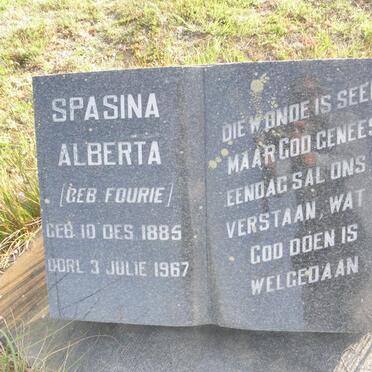 SPASINA
ALBERTA
(GEB FOURIE)
GEB 10 DES 1885
OORL 3 JULIE 1967
DIE WONDE IS SEER
MAAR GOD GENEES
EENDAG SAL ONS
VERSTAAN, WAT
GOD DOEN IS
WELGEDAAN